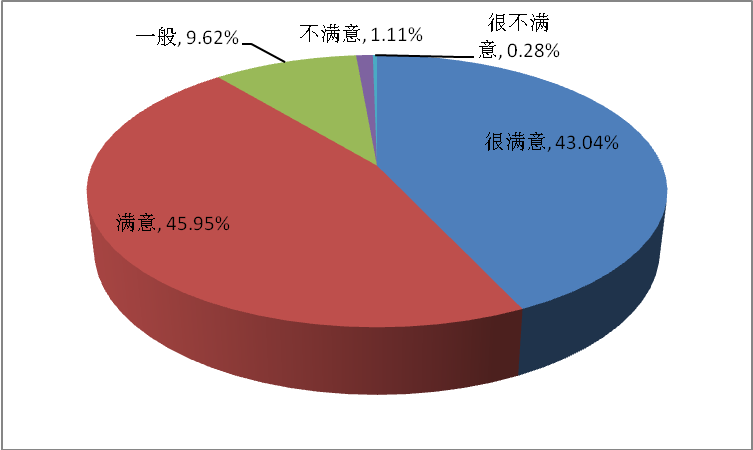 一般, 9.62%
不满意, 1.11%
很不满
意, 0.28%
很满意, 43.04%
满意, 45.95%